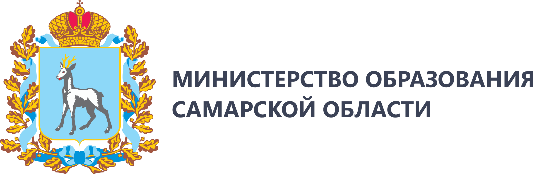 МИНИСТЕРСТВО ОБРАЗОВАНИЯ
САМАРСКОЙ ОБЛАСТИ